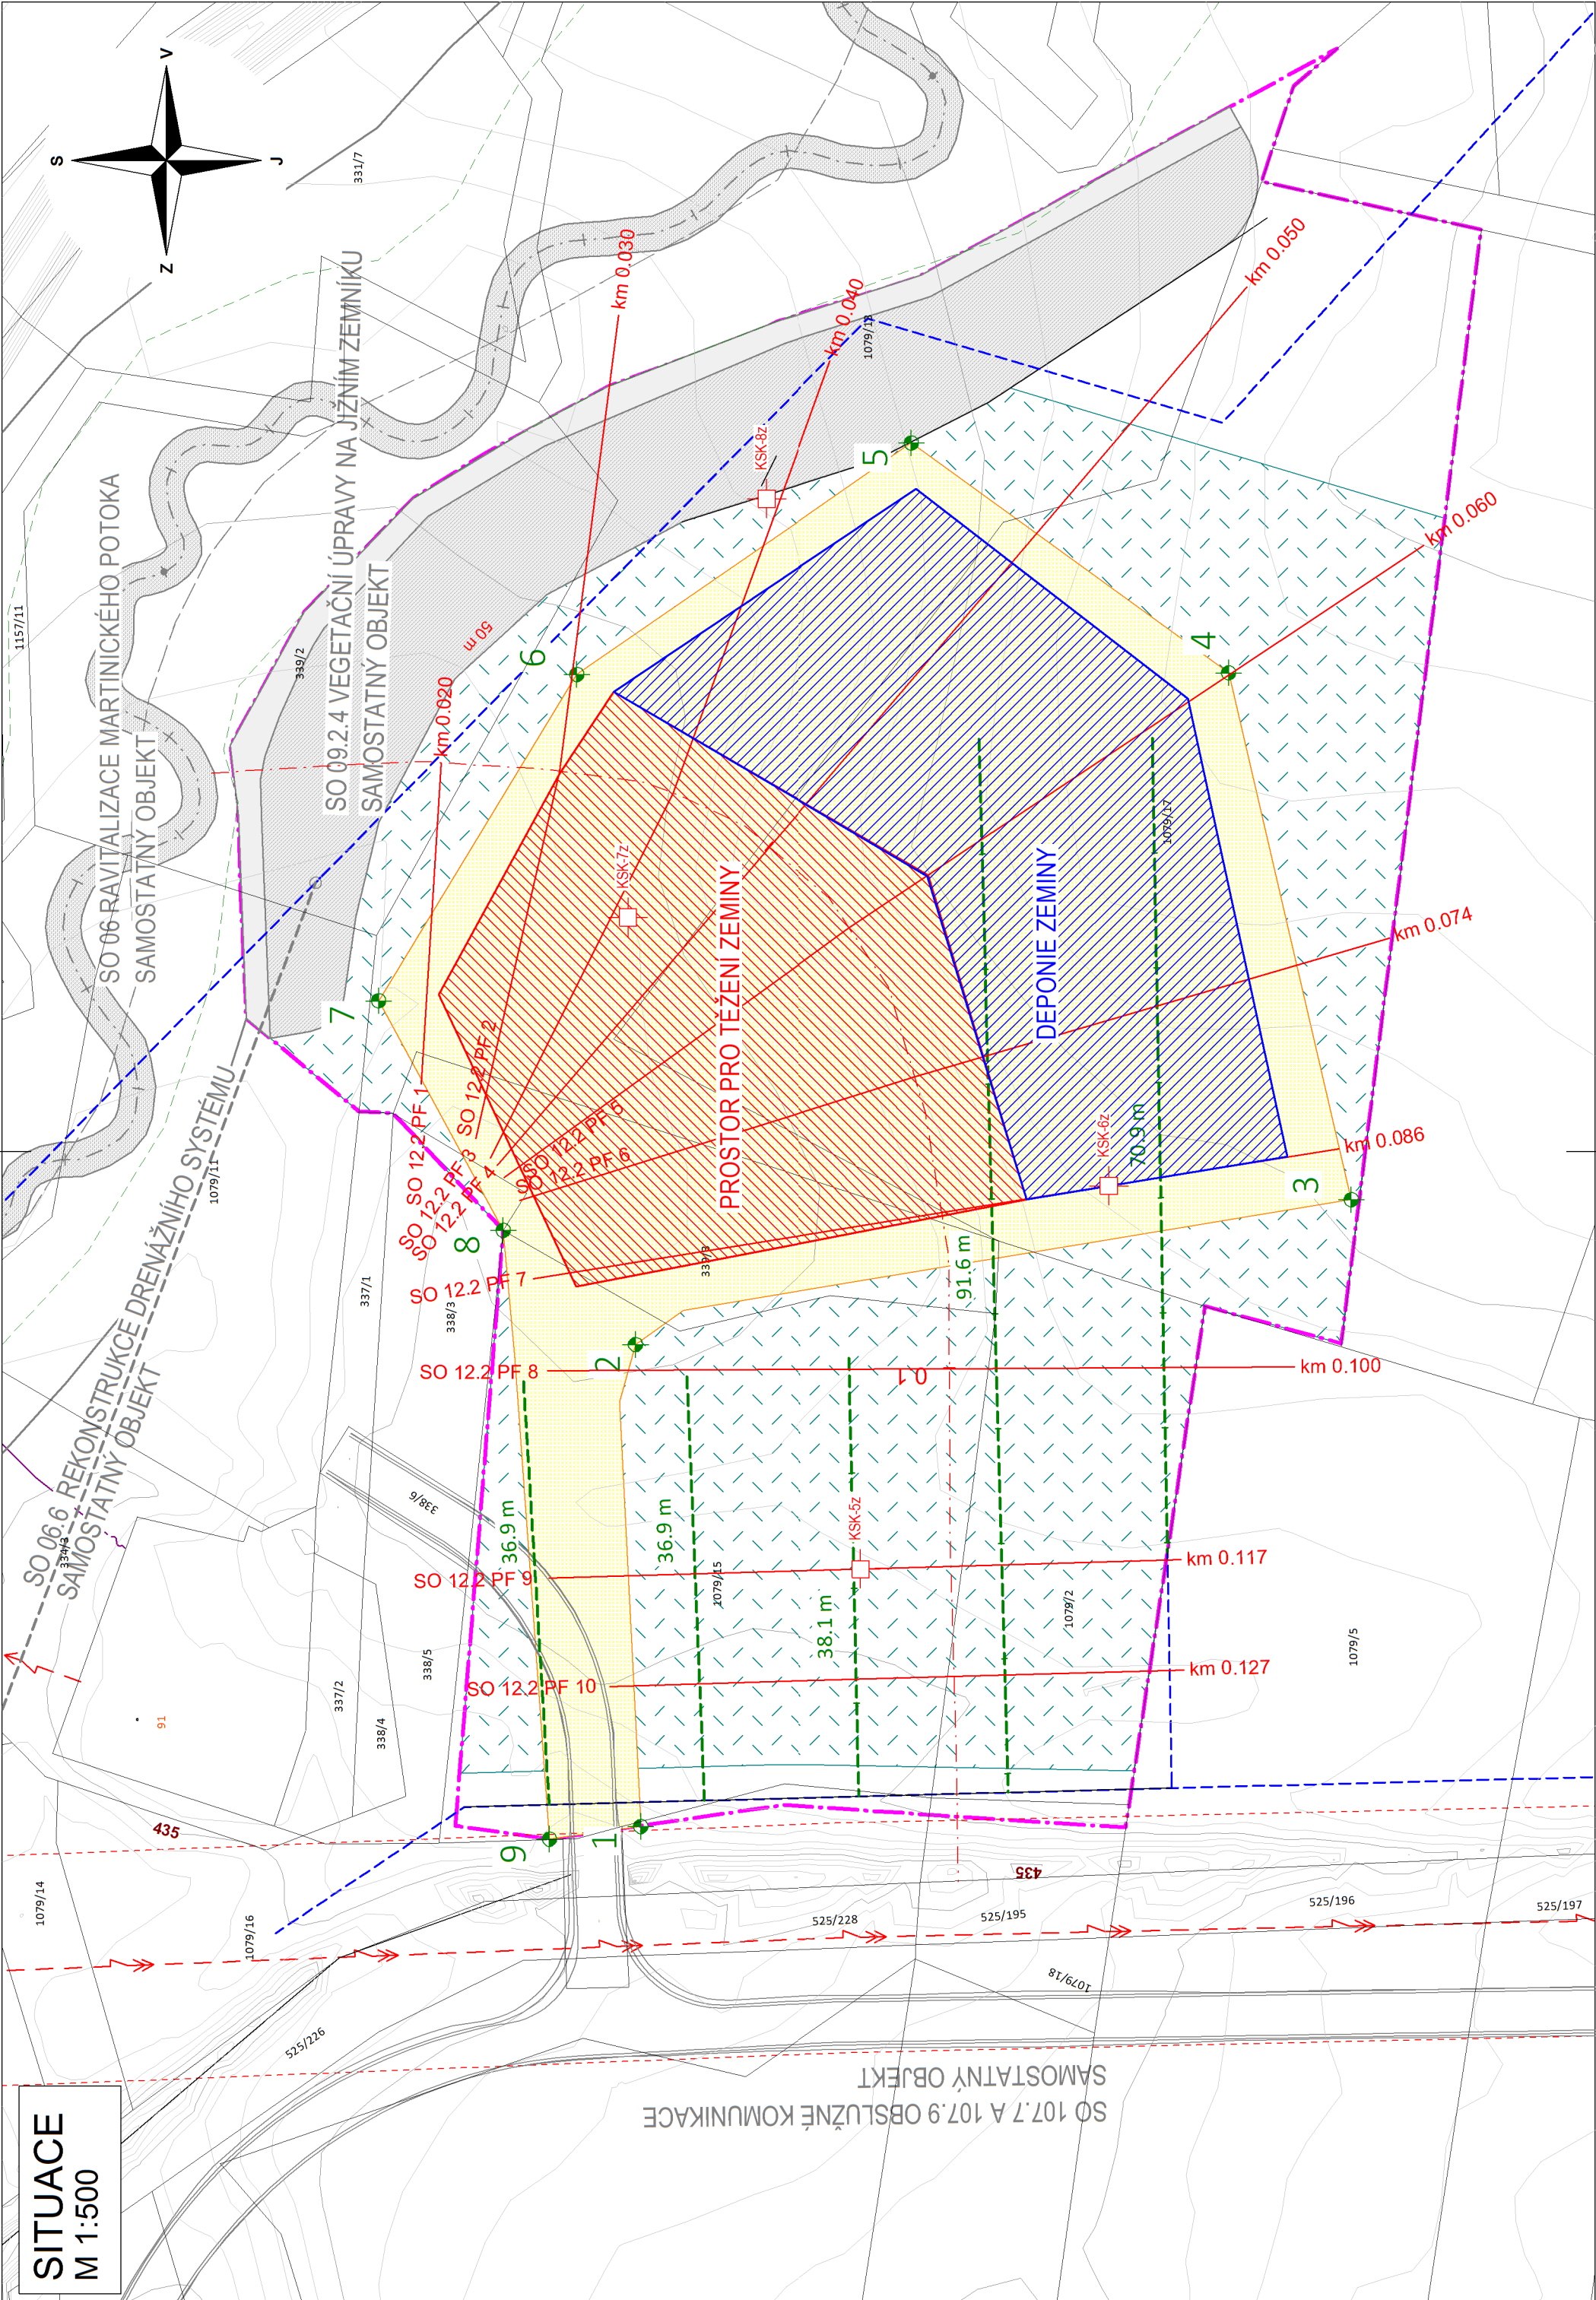 SITUACE
M 1:500
S
V
J
Z
331/7
1157/11
339/2
SO 06 RAVITALIZACE MARTINICKÉHO POTOKA
SAMOSTATNÝ OBJEKT
SO 09.2.4 VEGETAČNÍ ÚPRAVY NA JIŽNÍM ZEMNÍKU
SAMOSTATNÝ OBJEKT
SO 06.6 REKONSTRUKCE DRENÁŽNÍHO SYSTÉMU
SAMOSTATNÝ OBJEKT
SO 107.7 A 107.9 OBSLUŽNÉ KOMUNIKACE
SAMOSTATNÝ OBJEKT
PROSTOR PRO TĚŽENÍ ZEMINY
DEPONIE ZEMINY
km 0.020
km 0.030
km 0.040
km 0.050
km 0.060
km 0.074
km 0.086
km 0.100
km 0.117
km 0.127
SO 12.2 PF 1
SO 12.2 PF 2
SO 12.2 PF 3
SO 12.2 PF 4
SO 12.2 PF 5
SO 12.2 PF 6
SO 12.2 PF 7
SO 12.2 PF 8
SO 12.2 PF 9
SO 12.2 PF 10
50 m
0.1
KSK-8z
KSK-7z
KSK-6z
KSK-5z
1
2
3
4
5
6
7
8
9
36.9 m
36.9 m
38.1 m
91.6 m
70.9 m
1079/13
1079/17
1079/11
339/3
337/1
338/3
338/6
334/3
338/5
337/2
338/4
91
1079/15
1079/2
1079/5
435
435
1079/14
1079/16
525/226
525/228
525/195
525/196
525/197
1079/18